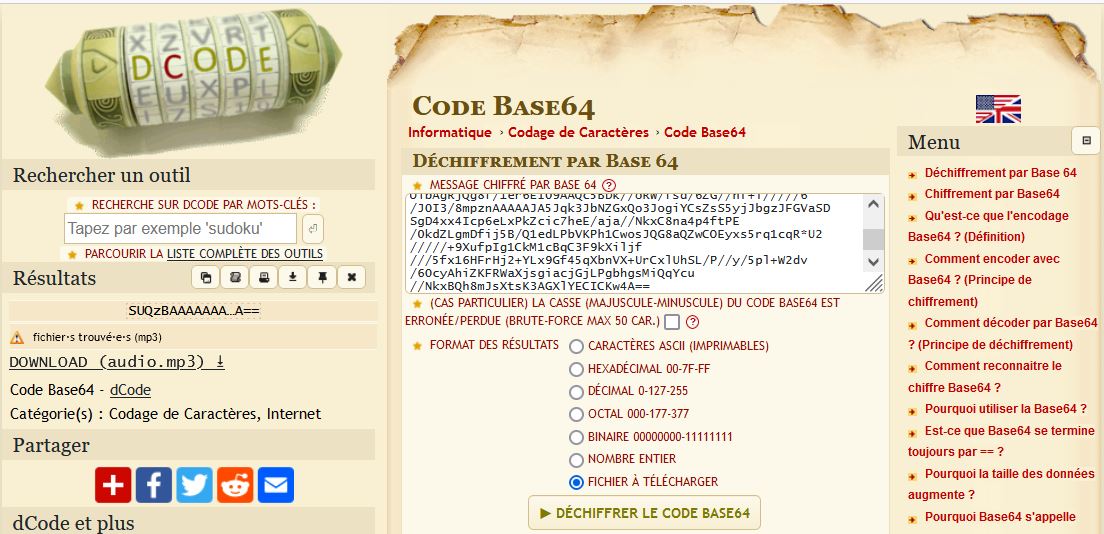 DCODE
Rechercher un outil
★ RECHERCHE SUR DCODE PAR MOTS-CLÉS :
Tapez par exemple 'sudoku'
★ PARCOURIR LA LISTE COMPLÈTE DES OUTILS
Résultats
SUQzBAAAAAAA…A==
fichier·s trouvé·e·s (mp3)
DOWNLOAD (audio.mp3) ⤓
Code Base64 - dCode
Catégorie(s) : Codage de Caractères, Internet
Partager
dCode et plus
Code Base64
Informatique › Codage de Caractères › Code Base64
Déchiffrement par Base 64
★ MESSAGE CHIFFRÉ PAR BASE 64 ?
/JOI3/8mpznAAAAAJA5Jqk3JbNZGxQo3JogiYCsZsS5yjJbgzJFGVaSD
SgD4xx4Icp6eLxPkZcic7heE/aja//NkxC8na4p4ftPE
/0kdZLgmDfij5B/Q1edLPbVKPh1CwosJQG8aQZwCOEyxs5rq1cqR*U2
/////+9XufpIg1CkM1cBqC3F9kXiljf
///5fx16HFrHj2+YLx9Gf45qXbnVX+UrCxlUhSL/P//y/5pl+W2dv
/6OcyAhiZKFRWaXjsgiacjGjLPgbhgsMiQqYcu
//NkxBQh8mJsXtsK3AGXlYECICKw4A==
★ (CAS PARTICULIER) LA CASSE (MAJUSCULE-MINUSCULE) DU CODE BASE64 EST
ERRONÉE/PERDUE (BRUTE-FORCE MAX 50 CAR.) ?
★ FORMAT DES RÉSULTATS CARACTÈRES ASCII (IMPRIMABLES)
HEXADÉCIMAL 00-7F-FF
DÉCIMAL 0-127-255
OCTAL 000-177-377
BINAIRE 00000000-11111111
NOMBRE ENTIER
FICHIER À TÉLÉCHARGER
▶ DÉCHIFFRER LE CODE BASE64
Menu
Déchiffrement par Base 64
Chiffrement par Base64
Qu'est-ce que l'encodage
Base64 ? (Définition)
Comment encoder avec
Base64 ? (Principe de
chiffrement)
Comment décoder par Base64
? (Principe de déchiffrement)
Comment reconnaitre le
chiffre Base64 ?
Pourquoi utiliser la Base64 ?
Est-ce que Base64 se termine
toujours par == ?
Pourquoi la taille des données
augmente ?
Pourquoi Base64 s'appelle